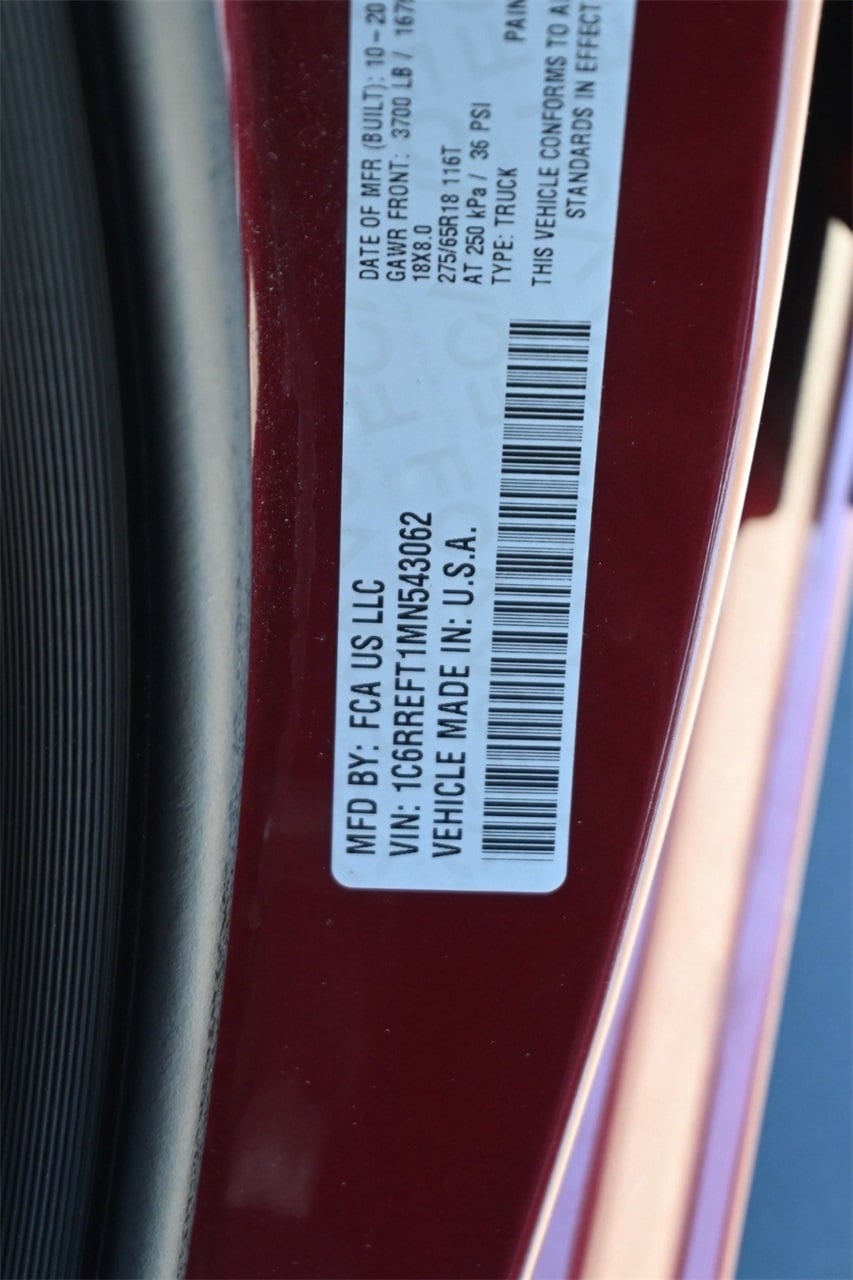 MFD BY: FCA US LLC
VIN: 1C6RREFT1MN543062
VEHICLE MADE IN: U.S.A.
DATE OF MFR (BUILT): 10-20
GAWR FRONT: 3700 LB / 167
18X8.0
275/65R18 116T
AT 250 kPa / 36 PSI
TYPE: TRUCK
PAIN
THIS VEHICLE CONFORMS TO A
STANDARDS IN EFFECT